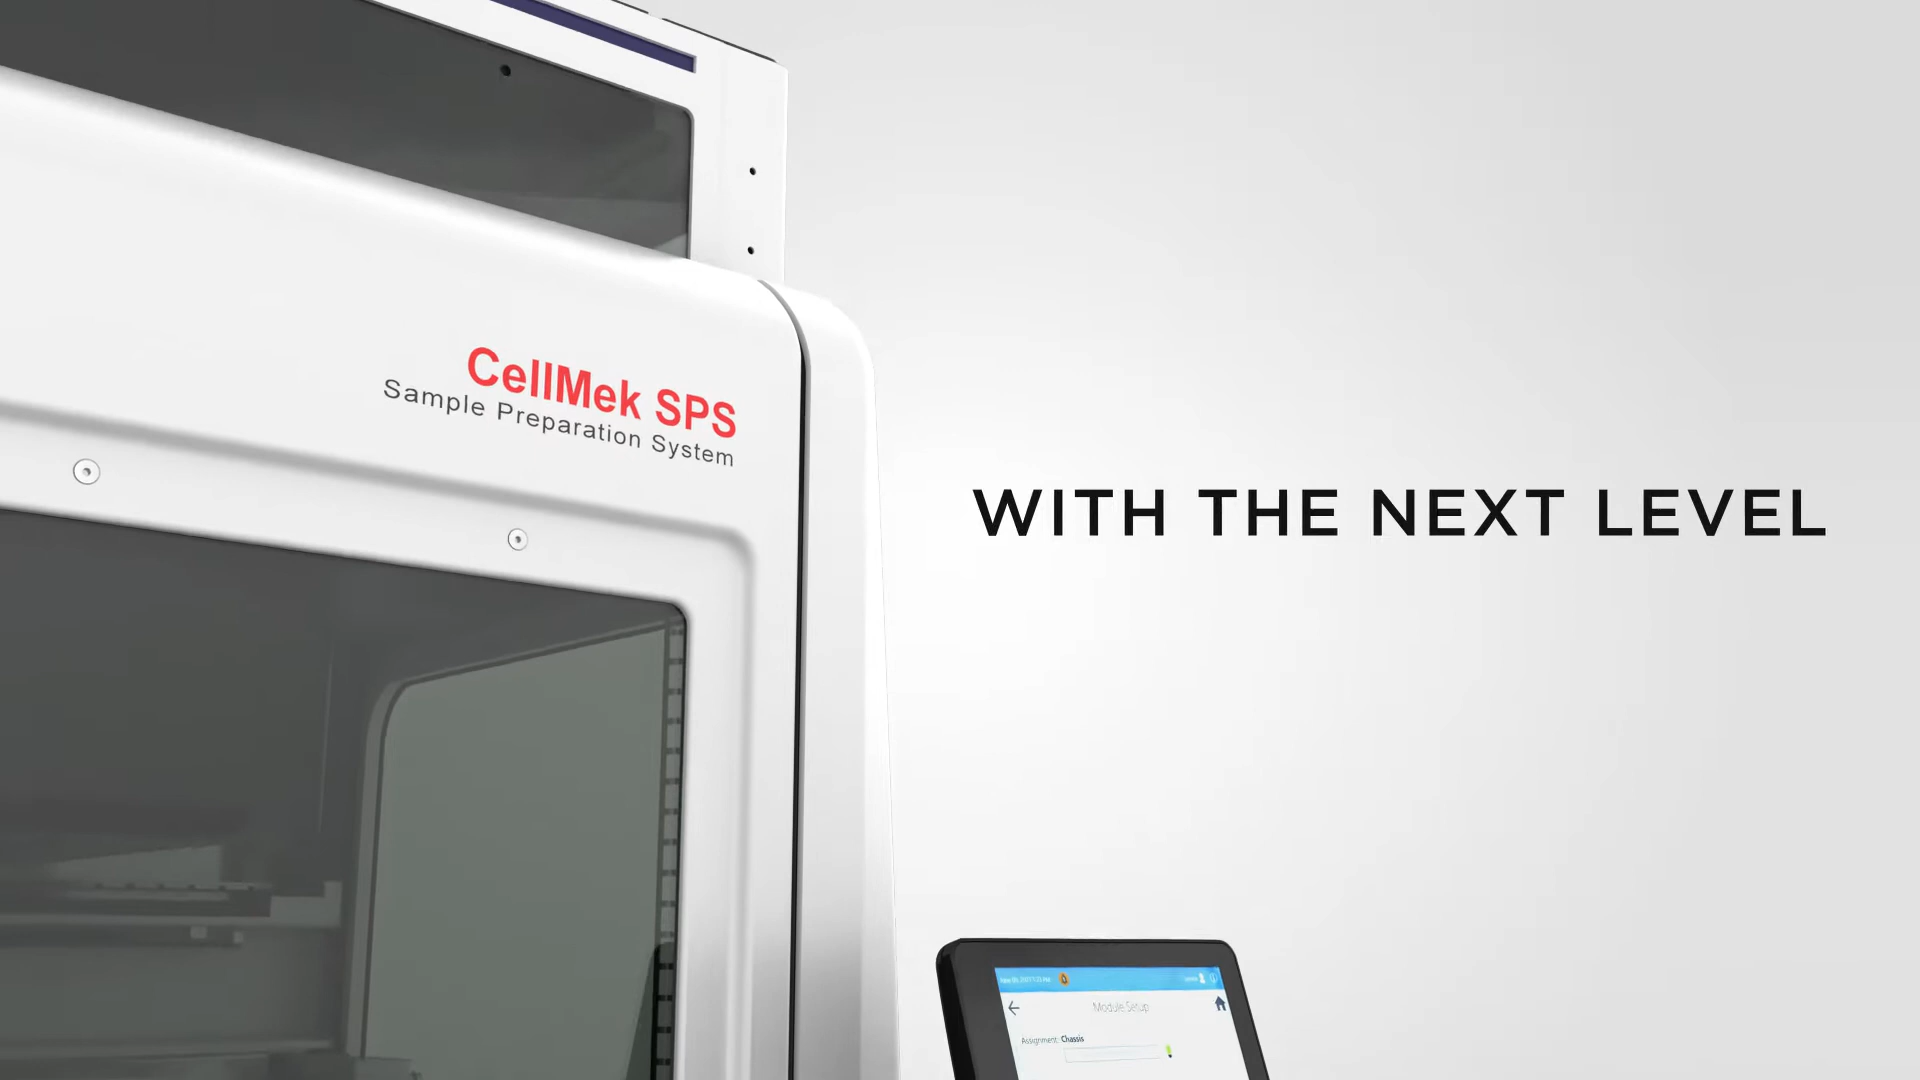 CellMek SPS
Sample Preparation System
WITH THE NEXT LEVEL
Module Setup
Assignment: Chassis